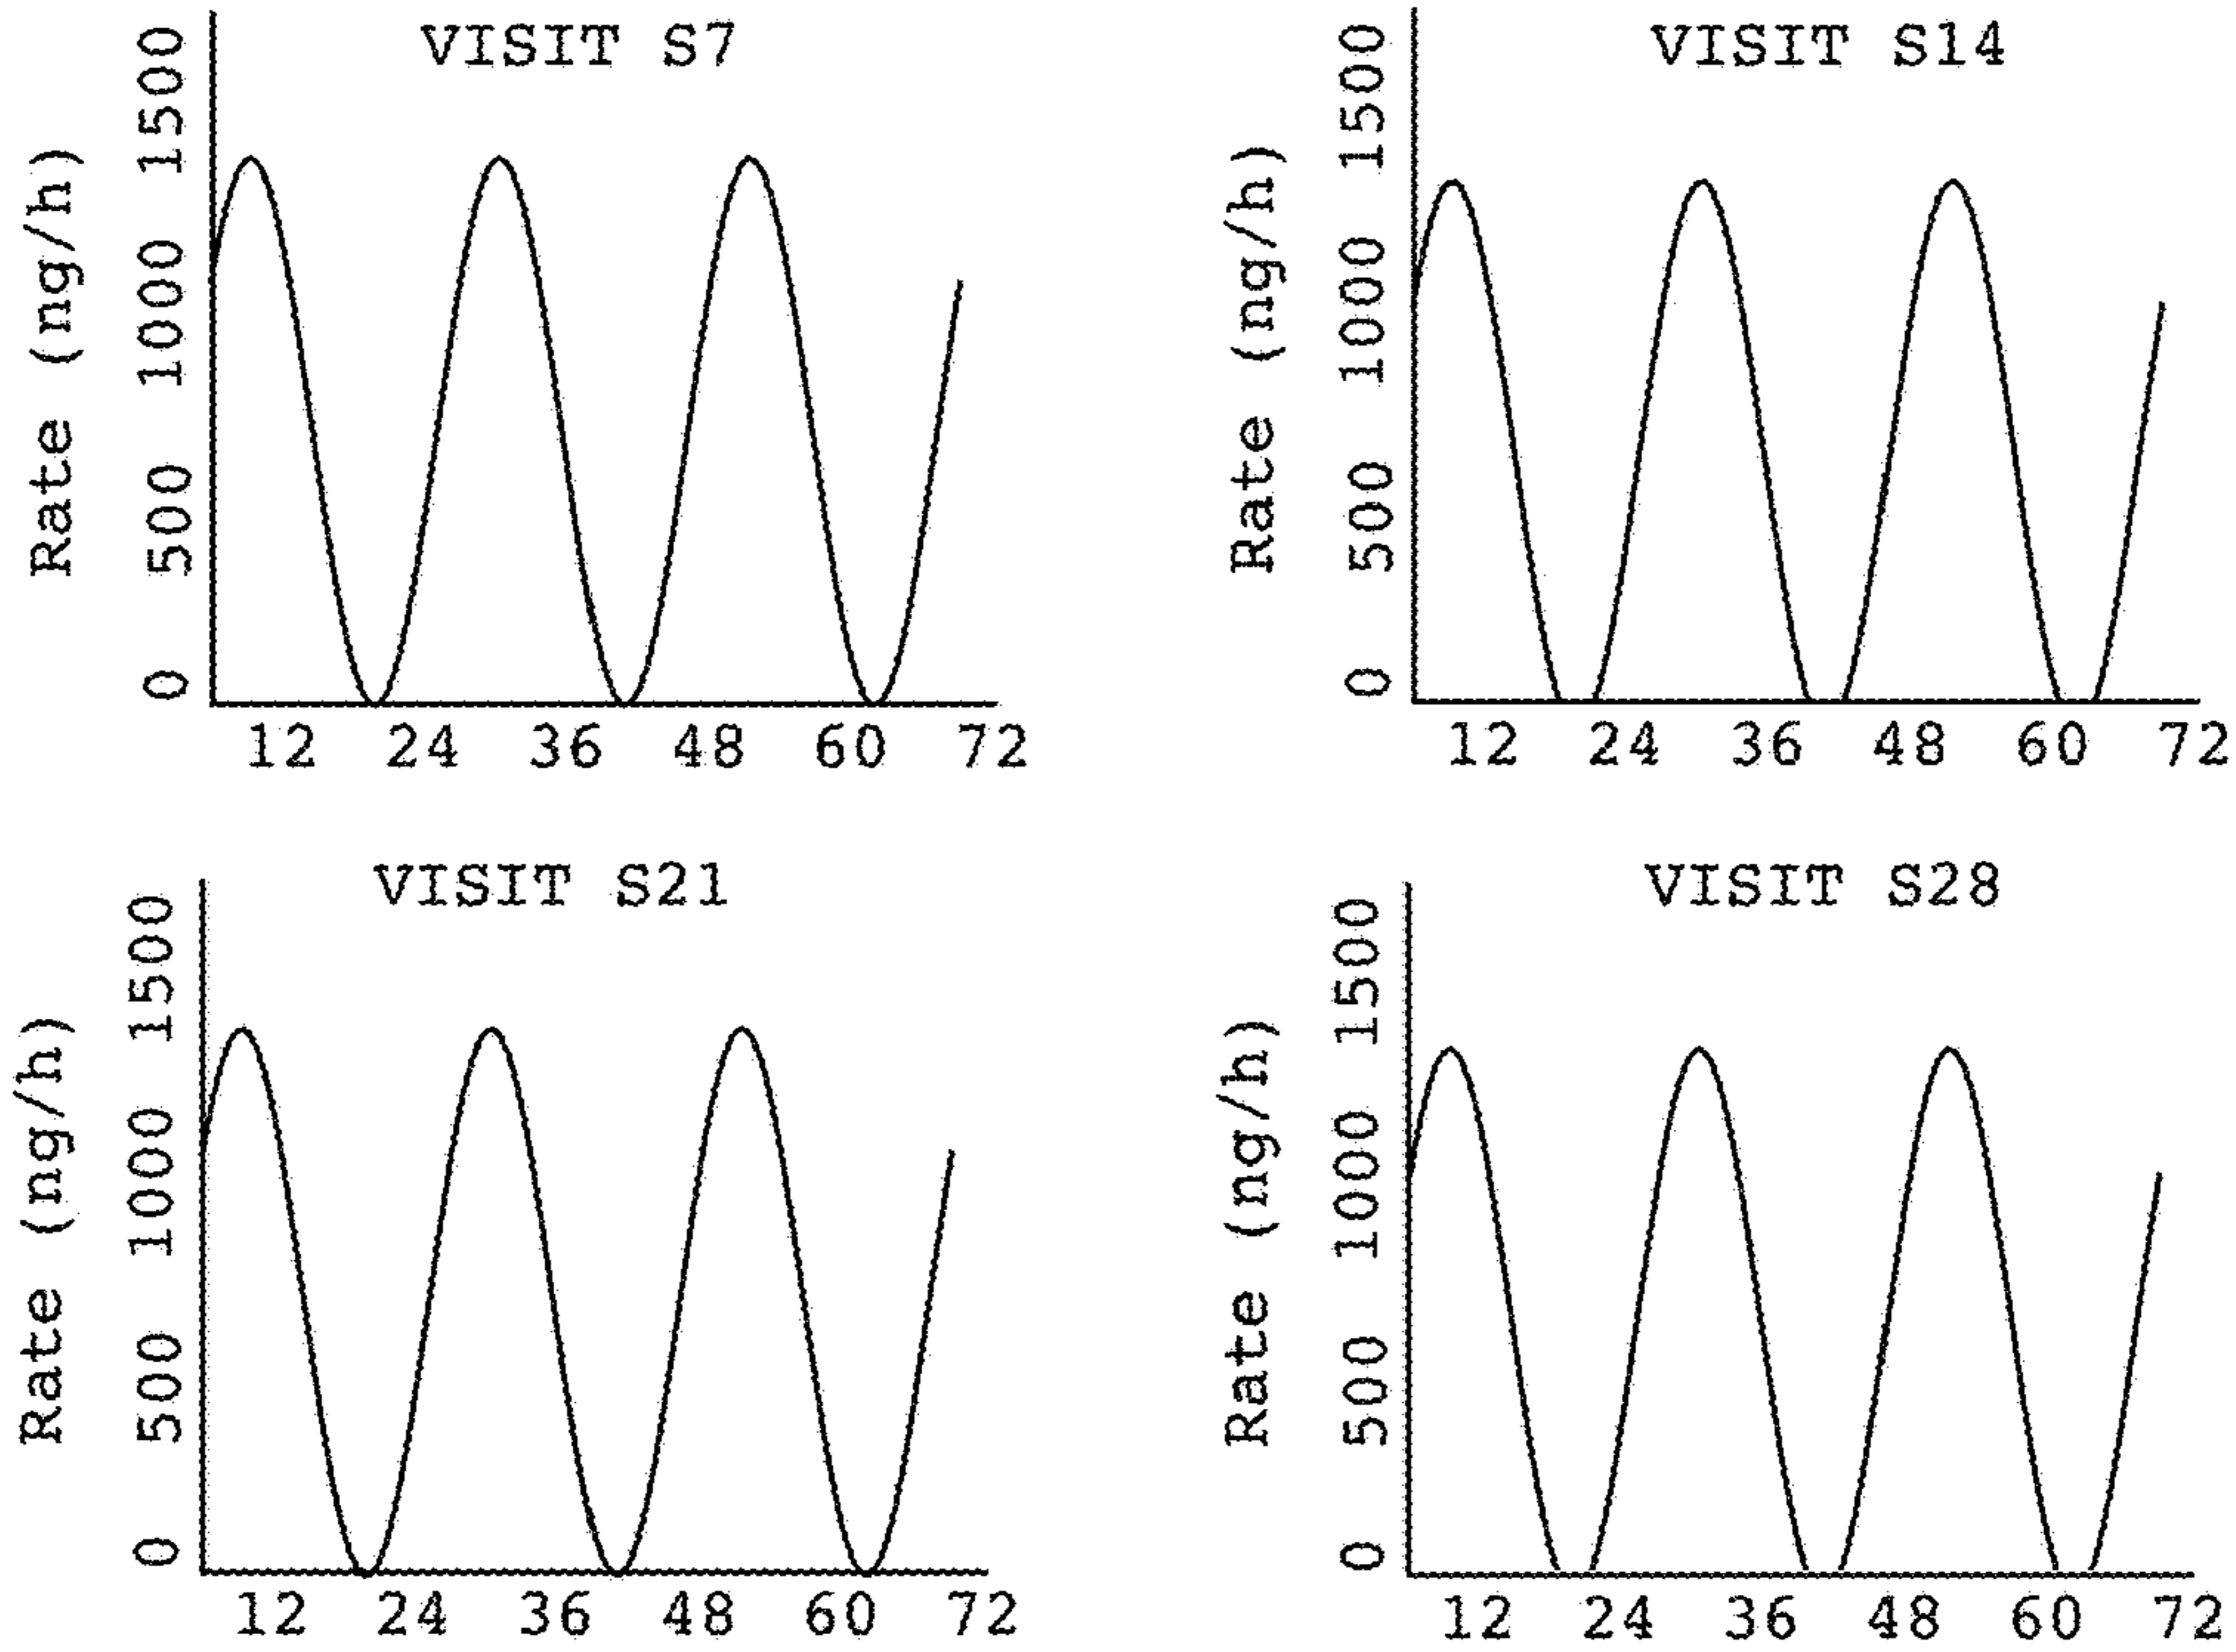 VISIT S7
Rate (ng/h)
1500
1000
500
0
12 24 36 48 60 72
VISIT S14
Rate (ng/h)
1500
1000
500
0
12 24 36 48 60 72
VISIT S21
Rate (ng/h)
1500
1000
500
0
12 24 36 48 60 72
VISIT S28
Rate (ng/h)
1500
1000
500
0
12 24 36 48 60 72